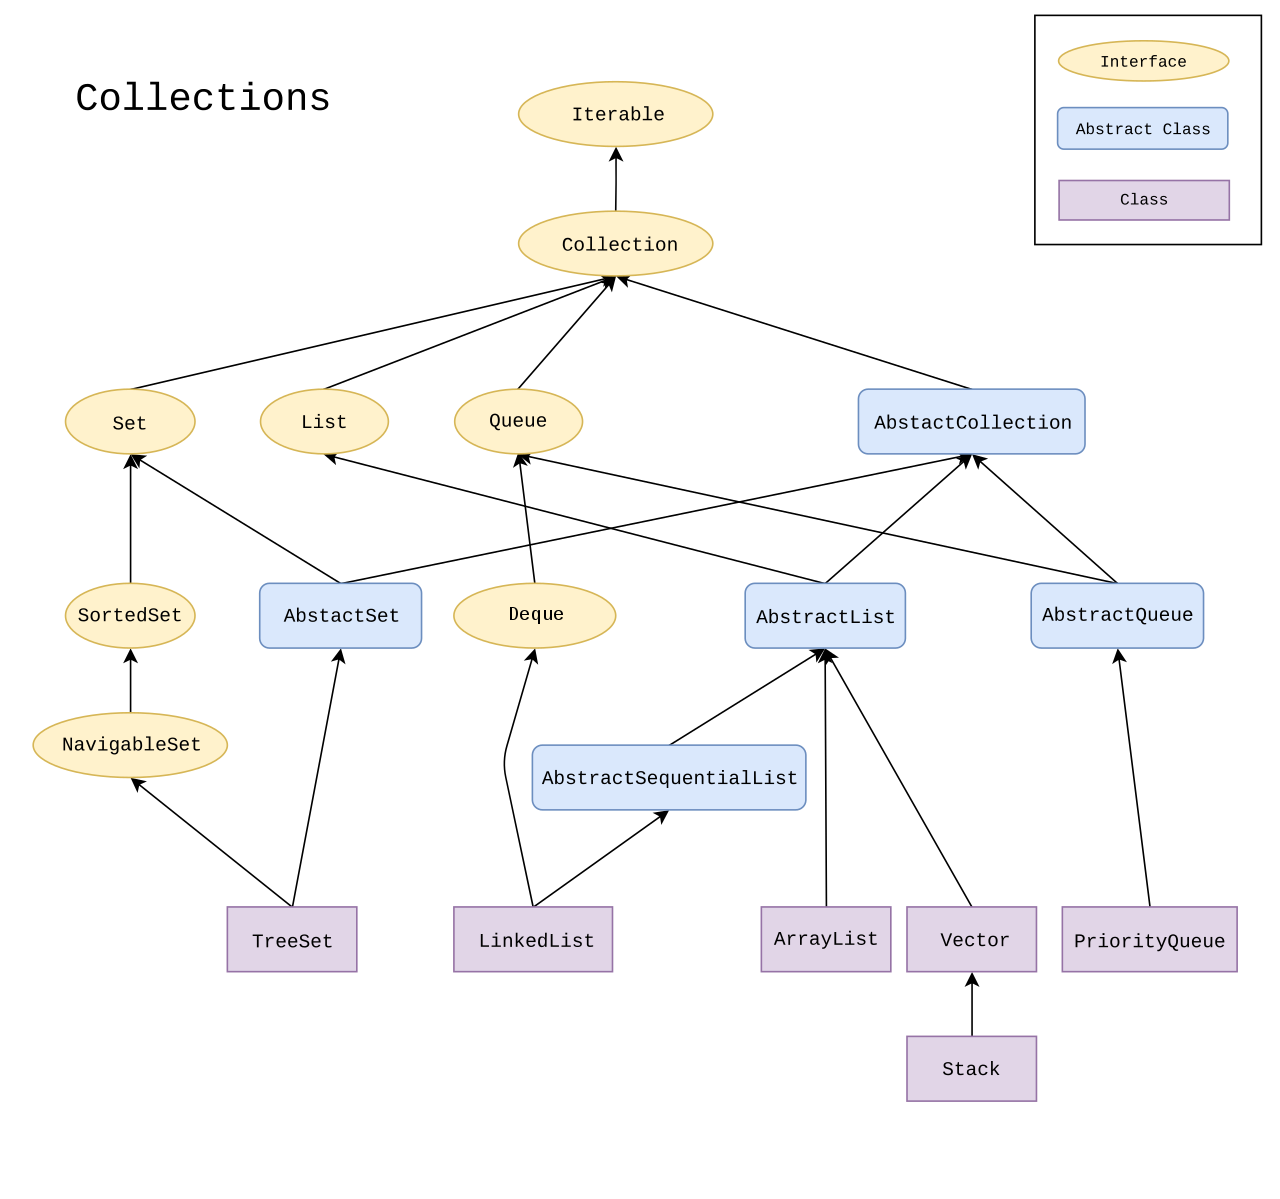 Collections
Interface
Abstract Class
Class
Iterable
Collection
Set
List
Queue
AbstactCollection
SortedSet
AbstactSet
Deque
AbstractList
AbstractQueue
NavigableSet
AbstractSequentialList
TreeSet
LinkedList
ArrayList
Vector
PriorityQueue
Stack